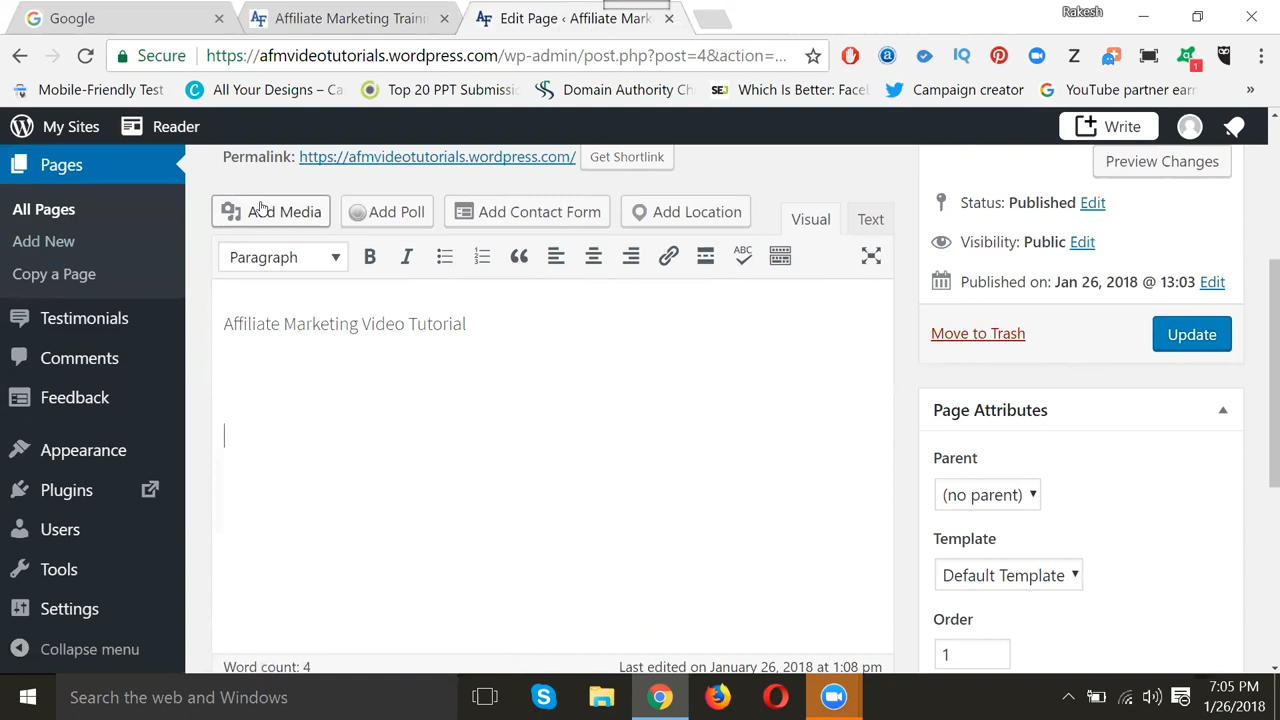 Google
Affiliate Marketing Traini
Edit Page ‹ Affiliate Mark
Rakesh
Secure
https://afmvideotutorials.wordpress.com/wp-admin/post.php?post=4&action=...
1
Mobile-Friendly Test
All Your Designs – Ca
Top 20 PPT Submissio
Domain Authority Ch
SEJ
Which Is Better: Facel
Campaign creator
YouTube partner earn
»
My Sites
Reader
Write
Pages
All Pages
Add New
Copy a Page
Testimonials
Comments
Feedback
Appearance
Plugins
Users
Tools
Settings
Collapse menu
Permalink: https://afmvideotutorials.wordpress.com/
Get Shortlink
Add Media
Add Poll
Add Contact Form
Add Location
Visual
Text
Paragraph
B
I
ABC
Affiliate Marketing Video Tutorial
Word count: 4
Last edited on January 26, 2018 at 1:08 pm
Preview Changes
Status: Published Edit
Visibility: Public Edit
Published on: Jan 26, 2018 @ 13:03 Edit
Move to Trash
Update
Page Attributes
Parent
(no parent)
Template
Default Template
Order
1
Search the web and Windows
7:05 PM
1/26/2018